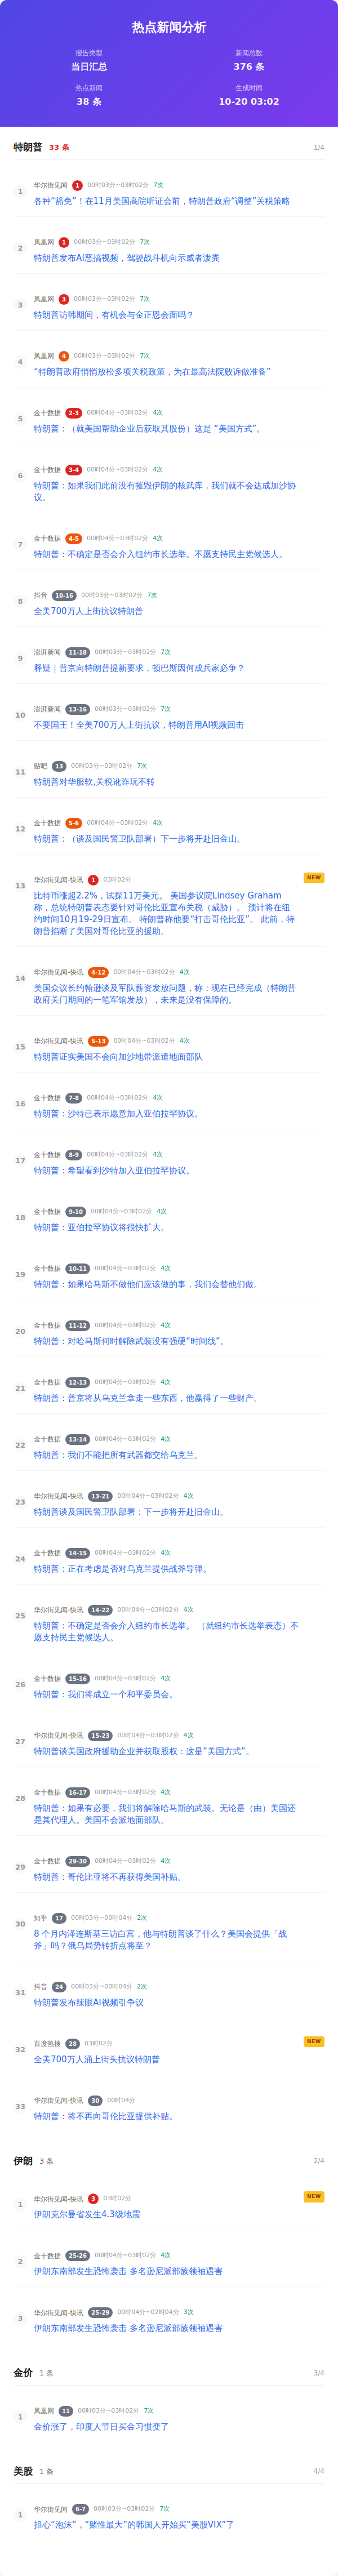 热点新闻分析
报告类型
新闻总数
当日汇总
376 条
热点新闻
生成时间
38 条
10-20 03:02
特朗普 33 条 1/4
1
华尔街见闻 1 00时03分~03时02分 7次
各种“豁免”！在11月美国高院听证会前，特朗普政府“调整”关税政策
2
凤凰网 1 00时03分~03时02分 7次
特朗普发布AI恶搞视频，驾驶战斗机向示威者泼粪
3
凤凰网 3 00时03分~03时02分 7次
特朗普访韩期间，有机会与金正恩会面吗？
4
凤凰网 4 00时03分~03时02分 7次
“特朗普政府悄悄放松多项关税政策，为在最高法院败诉做准备”
5
金十数据 2-3 00时04分~03时02分 4次
特朗普：（就美国帮助企业后获取其股份）这是 “美国方式”。
6
金十数据 3-4 00时04分~03时02分 4次
特朗普：如果我们此前没有摧毁伊朗的核武库，我们就不会达成加沙协
议。
7
金十数据 4-5 00时04分~03时02分 4次
特朗普：不确定是否会介入纽约市长选举。不愿支持民主党候选人。
8
抖音 10-16 00时03分~03时02分 7次
全美700万人上街抗议特朗普
9
澎湃新闻 11-18 00时03分~03时02分 7次
释疑｜普京向特朗普提新要求，顿巴斯因何成兵家必争？
10
澎湃新闻 13-16 00时03分~03时02分 7次
不要国王！全美700万人上街抗议，特朗普用AI视频回击
11
贴吧 13 00时03分~03时02分 7次
特朗普对华服软,关税讹诈玩不转
12
金十数据 5-6 00时04分~03时02分 4次
特朗普：（谈及国民警卫队部署）下一步将开赴旧金山。
13
华尔街见闻-快讯 1 03时02分
NEW
比特币涨超2.2%，试探11万美元。 美国参议院Lindsey Graham
称，总统特朗普表态要针对哥伦比亚宣布关税（威胁）。 预计将在纽
约时间10月19-29日宣布。 特朗普称他要“打击哥伦比亚”。 此前，特
朗普掐断了美国对哥伦比亚的援助。
14
华尔街见闻-快讯 4-12 00时04分~03时02分 4次
美国众议长约翰逊谈及军队薪资发放问题，称：现在已经完成（特朗普
政府关门期间的一笔军饷发放），未来是没有保障的。
15
华尔街见闻-快讯 5-13 00时04分~03时02分 4次
特朗普证实美国不会向加沙地带派遣地面部队
16
金十数据 7-8 00时04分~03时02分 4次
特朗普：沙特已表示愿意加入亚伯拉罕协议。
17
金十数据 8-9 00时04分~03时02分 4次
特朗普：希望看到沙特加入亚伯拉罕协议。
18
金十数据 9-10 00时04分~03时02分 4次
特朗普：亚伯拉罕协议将很快扩大。
19
金十数据 10-11 00时04分~03时02分 4次
特朗普：如果哈马斯不做他们应该做的事，我们会替他们做。
20
金十数据 11-12 00时04分~03时02分 4次
特朗普：对哈马斯何时解除武装没有强硬“时间线”。
21
金十数据 12-13 00时04分~03时02分 4次
特朗普：普京将从乌克兰拿走一些东西，他赢得了一些财产。
22
金十数据 13-14 00时04分~03时02分 4次
特朗普：我们不能把所有武器都交给乌克兰。
23
华尔街见闻-快讯 13-21 00时04分~03时02分 4次
特朗普谈及国民警卫队部署：下一步将开赴旧金山。
24
金十数据 14-15 00时04分~03时02分 4次
特朗普：正在考虑是否对乌克兰提供战斧导弹。
25
华尔街见闻-快讯 14-22 00时04分~03时02分 4次
特朗普：不确定是否会介入纽约市长选举。 （就纽约市长选举表态）不
愿支持民主党候选人。
26
金十数据 15-16 00时04分~03时02分 4次
特朗普：我们将成立一个和平委员会。
27
华尔街见闻-快讯 15-23 00时04分~03时02分 4次
特朗普谈美国政府援助企业并获取股权：这是“美国方式”。
28
金十数据 16-17 00时04分~03时02分 4次
特朗普：如果有必要，我们将解除哈马斯的武装。无论是（由）美国还
是其代理人。美国不会派地面部队。
29
金十数据 29-30 00时04分~03时02分 4次
特朗普：哥伦比亚将不再获得美国补贴。
30
知乎 17 00时03分~00时04分 2次
8 个月内泽连斯基三访白宫，他与特朗普谈了什么？美国会提供「战
斧」吗？俄乌局势转折点将至？
31
抖音 24 00时03分~00时04分 2次
特朗普发布辣眼AI视频引争议
32
百度热搜 28 03时02分
NEW
全美700万人涌上街头抗议特朗普
33
华尔街见闻-快讯 30 00时04分
特朗普：将不再向哥伦比亚提供补贴。
伊朗 3 条 2/4
1
华尔街见闻-快讯 3 03时02分
NEW
伊朗克尔曼省发生4.3级地震
2
金十数据 25-26 00时04分~03时02分 4次
伊朗东南部发生恐怖袭击 多名逊尼派部族领袖遇害
3
华尔街见闻-快讯 25-29 00时04分~02时04分 3次
伊朗东南部发生恐怖袭击 多名逊尼派部族领袖遇害
金价 1 条 3/4
1
凤凰网 11 00时03分~03时02分 7次
金价涨了，印度人节日买金习惯变了
美股 1 条 4/4
1
华尔街见闻 6-7 00时03分~03时02分 7次
担心“泡沫”，“赌性最大”的韩国人开始买“美股VIX”了